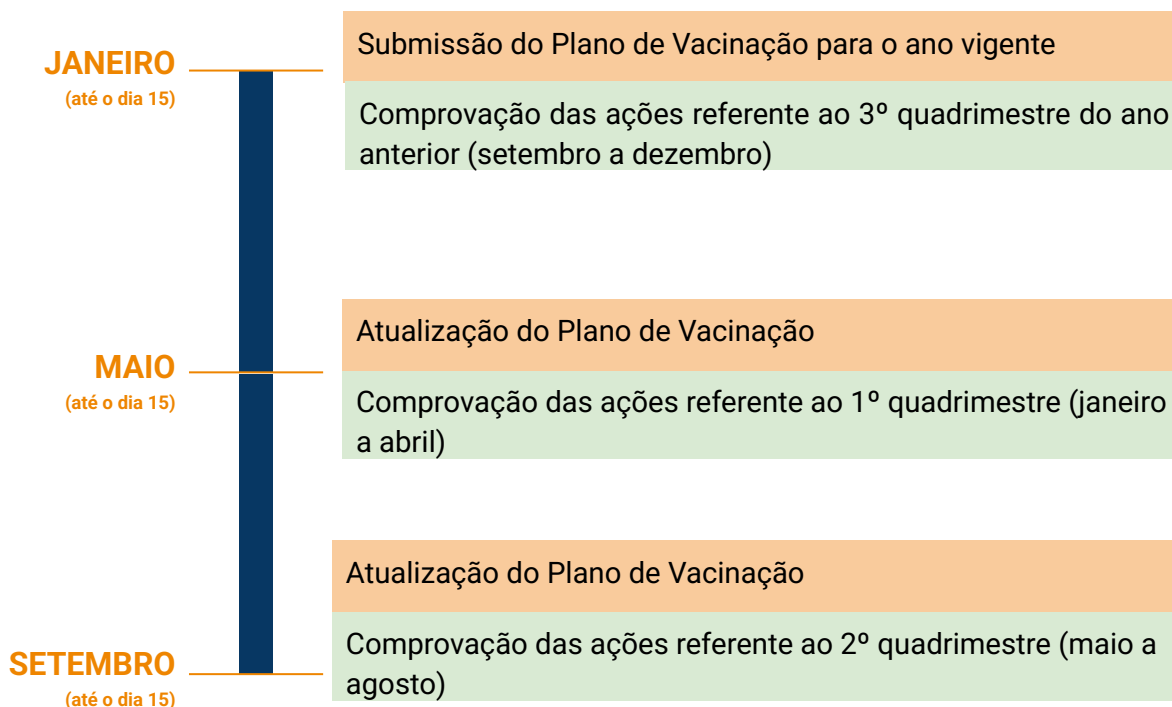 JANEIRO
(até o dia 15)
Submissão do Plano de Vacinação para o ano vigente
Comprovação das ações referente ao 3º quadrimestre do ano
anterior (setembro a dezembro)
MAIO
(até o dia 15)
Atualização do Plano de Vacinação
Comprovação das ações referente ao 1º quadrimestre (janeiro
a abril)
SETEMBRO
(até o dia 15)
Atualização do Plano de Vacinação
Comprovação das ações referente ao 2º quadrimestre (maio a
agosto)